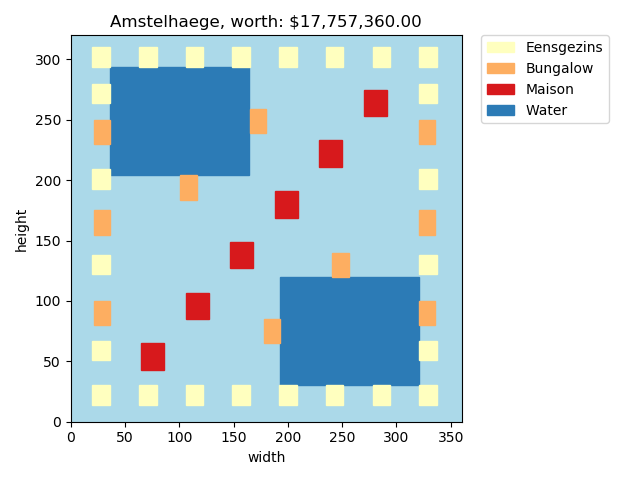 Amstelhaege, worth: $17,757,360.00
Eensgezins
Bungalow
Maison
Water
height
300
250
200
150
100
50
0
0 50 100 150 200 250 300 350
width